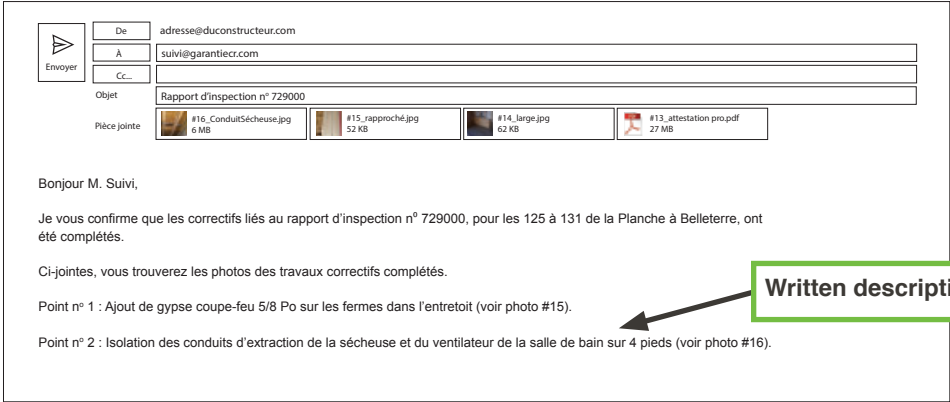 De adresse@duconstructeur.com
À suivi@garantiecr.com
Envoyer
Cc...
Objet Rapport d'inspection n° 729000
Pièce jointe
#16_ConduitSécheuse.jpg
6 MB
#15_rapproché.jpg
52 KB
#14_large.jpg
62 KB
#13_attestation pro.pdf
27 MB
Bonjour M. Suivi,
Je vous confirme que les correctifs liés au rapport d'inspection n° 729000, pour les 125 à 131 de la Planche à Belleterre, ont
été complétés.
Ci-jointes, vous trouverez les photos des travaux correctifs complétés.
Written descripti
Point n° 1 : Ajout de gypse coupe-feu 5/8 Po sur les fermes dans l'entretoit (voir photo #15).
Point n° 2 : Isolation des conduits d'extraction de la sécheuse et du ventilateur de la salle de bain sur 4 pieds (voir photo #16).